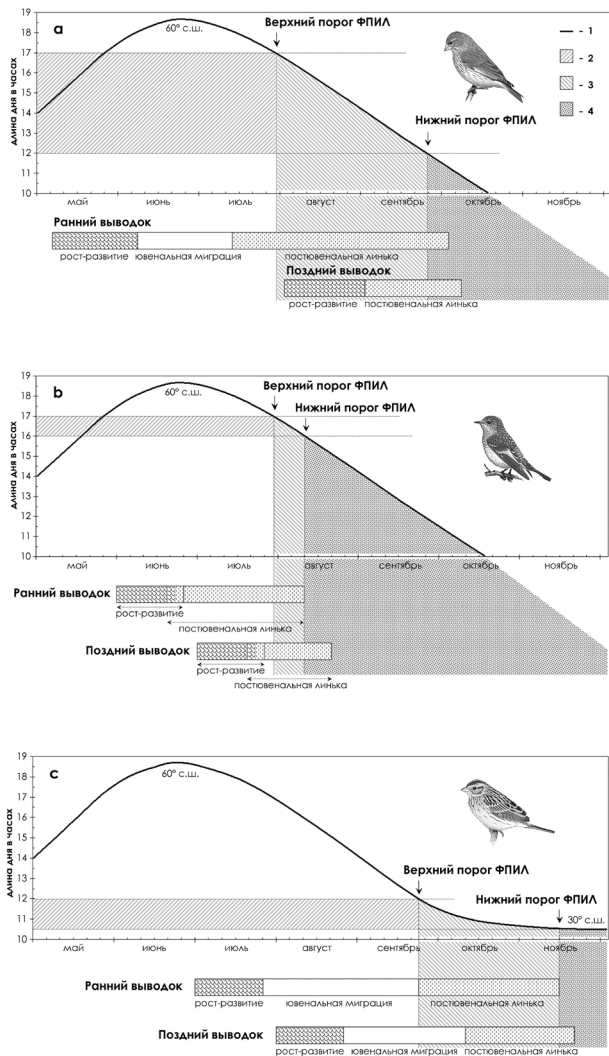 a
60° с.ш.
Верхний порог ФПИЛ
Нижний порог ФПИЛ
- 1
- 2
- 3
- 4
длина дня в часах
19
18
17
16
15
14
13
12
11
10
май июнь июль август сентябрь октябрь ноябрь
Ранний выводок
рост-развитие ювенальная миграция постювенальная линька
Поздний выводок
рост-развитие постювенальная линька
b
60° с.ш.
Верхний порог ФПИЛ
Нижний порог ФПИЛ
длина дня в часах
19
18
17
16
15
14
13
12
11
10
май июнь июль август сентябрь октябрь ноябрь
Ранний выводок
рост-развитие
постювенальная линька
Поздний выводок
рост-развитие
постювенальная линька
c
60° с.ш.
Верхний порог ФПИЛ
Нижний порог ФПИЛ
30° с.ш.
длина дня в часах
19
18
17
16
15
14
13
12
11
10
май июнь июль август сентябрь октябрь ноябрь
Ранний выводок
рост-развитие ювенальная миграция постювенальная линька
Поздний выводок
рост-развитие ювенальная миграция постювенальная линька